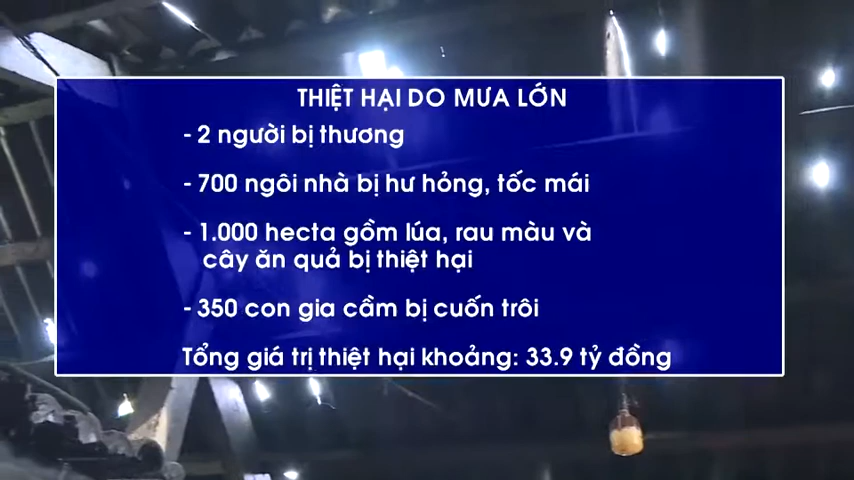 THIỆT HẠI DO MƯA LỚN
- 2 người bị thương
- 700 ngôi nhà bị hư hỏng, tốc mái
- 1.000 hecta gồm lúa, rau màu và
cây ăn quả bị thiệt hại
- 350 con gia cầm bị cuốn trôi
Tổng giá trị thiệt hại khoảng: 33.9 tỷ đồng